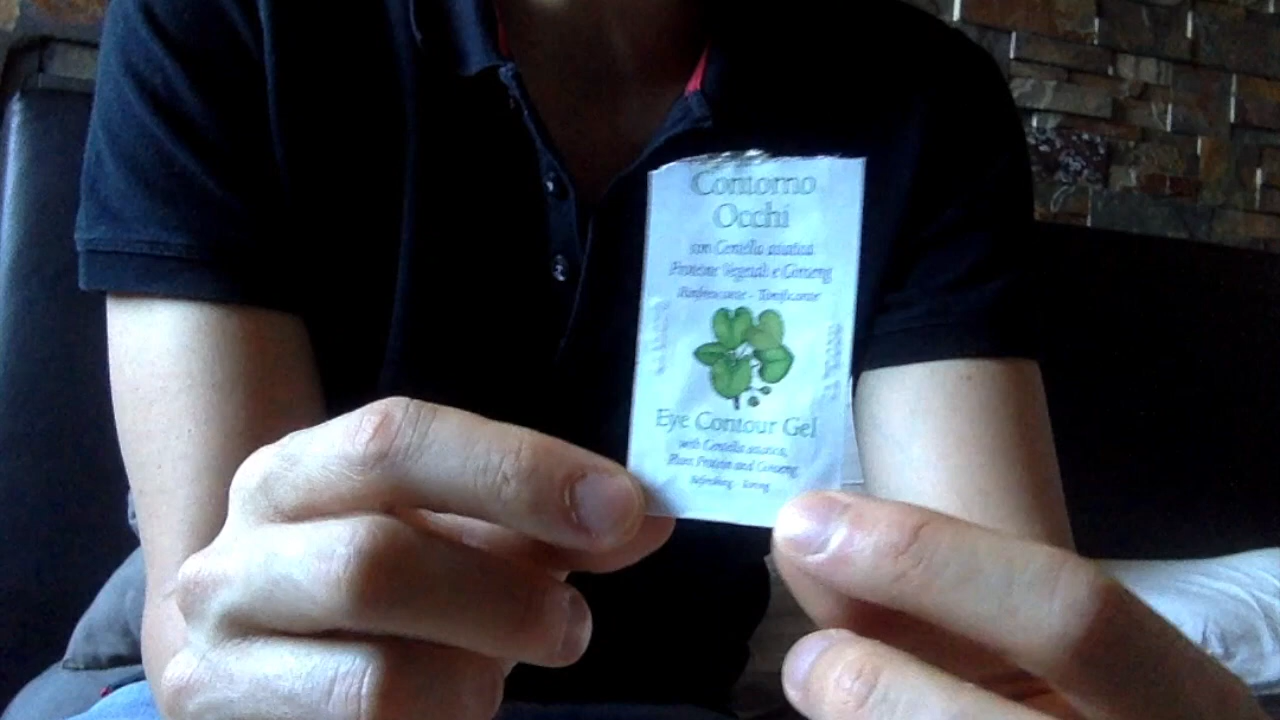 Contorno
Occhi
con Centella asiatica
Proteine Vegetali e Ginseng
Rinfrescante - Tonificante
Eye Contour Gel
with Centella asiatica,
Plant Protein and Ginseng
Refreshing - Toning